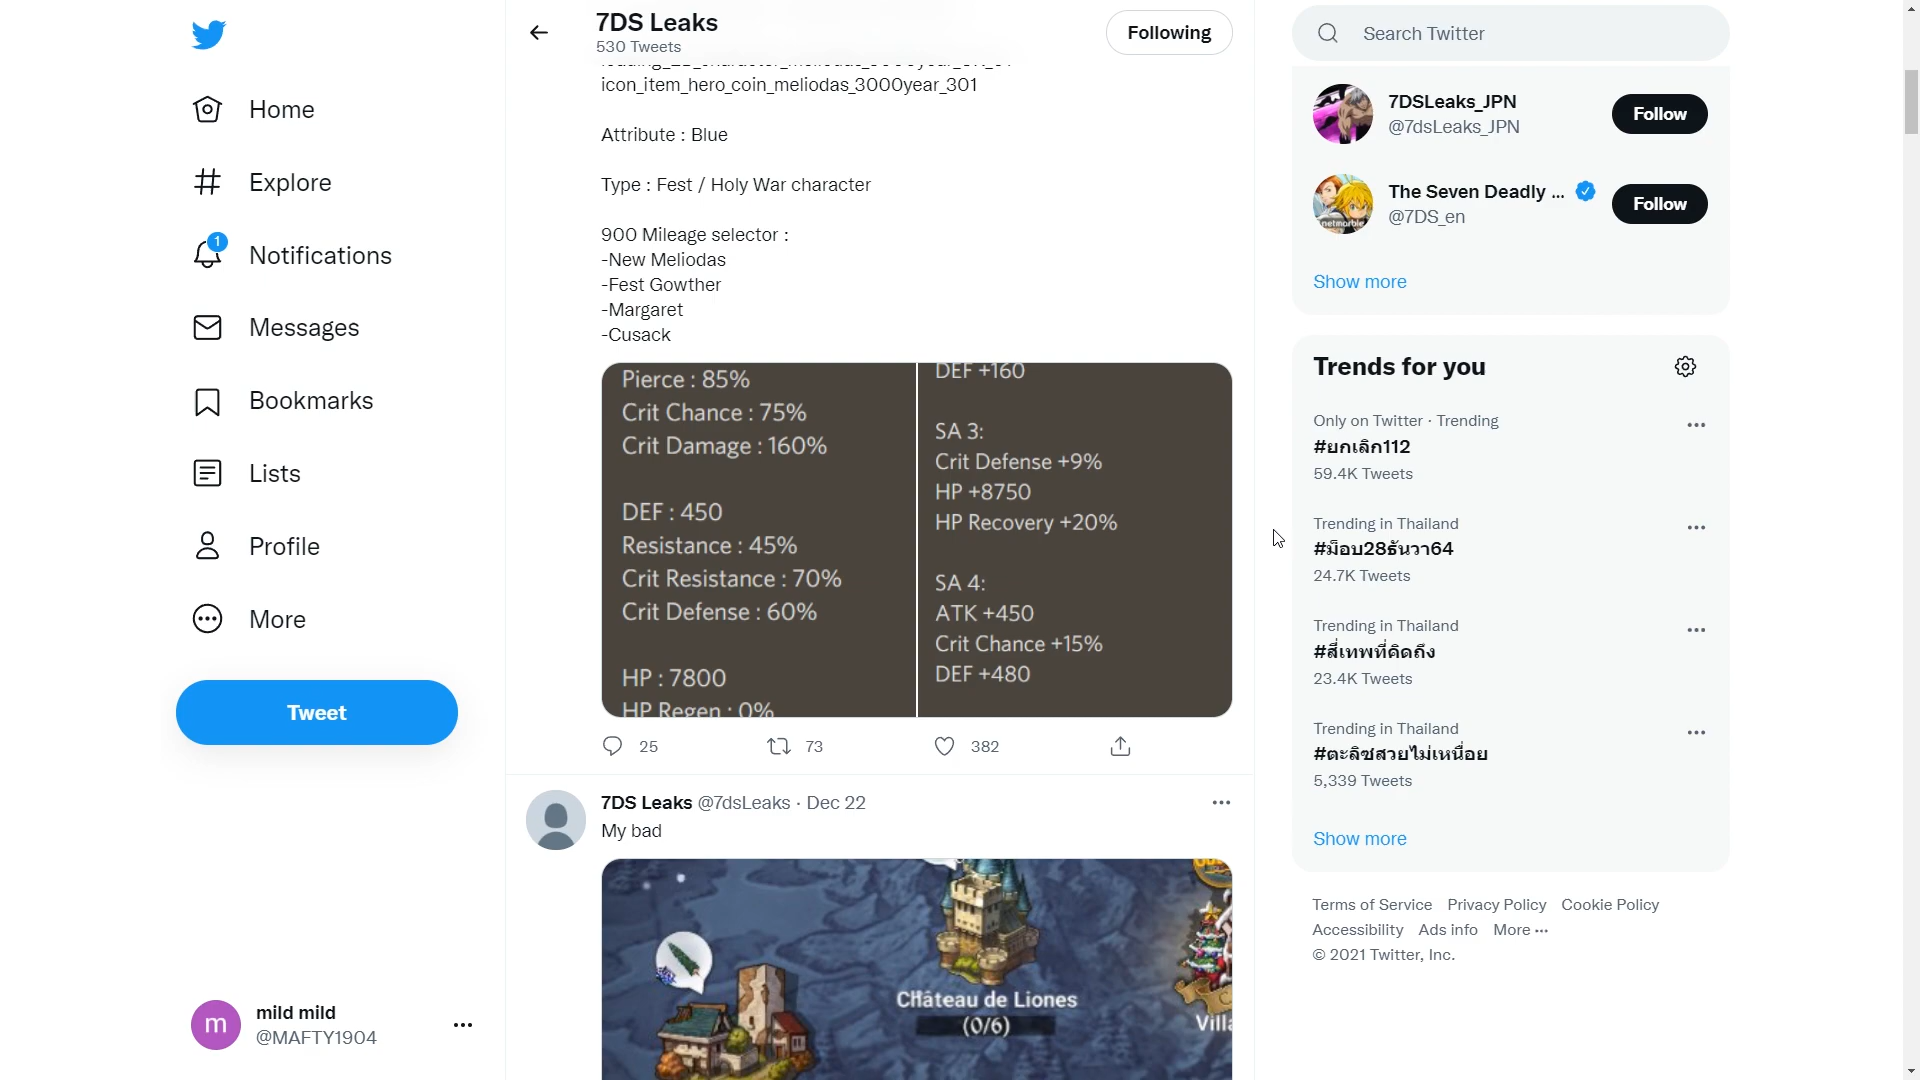 Home
Explore
1
Notifications
Messages
Bookmarks
Lists
Profile
More
Tweet
m
mild mild
@MAFTY1904
7DS Leaks
530 Tweets
Following
icon_item_hero_coin_meliodas_3000year_301
Attribute : Blue
Type : Fest / Holy War character
900 Mileage selector :
-New Meliodas
-Fest Gowther
-Margaret
-Cusack
Pierce : 85%
Crit Chance : 75%
Crit Damage : 160%
DEF : 450
Resistance : 45%
Crit Resistance : 70%
Crit Defense : 60%
HP : 7800
HP Regen : 0%
DEF +160
SA 3:
Crit Defense +9%
HP +8750
HP Recovery +20%
SA 4:
ATK +450
Crit Chance +15%
DEF +480
25
73
382
7DS Leaks @7dsLeaks · Dec 22
My bad
Château de Liones
(0/6)
Search Twitter
7DSLeaks_JPN
@7dsLeaks_JPN
Follow
netmarble
The Seven Deadly ...
@7DS_en
Follow
Show more
Trends for you
Only on Twitter · Trending
#ยกเลิก112
59.4K Tweets
Trending in Thailand
#ม็อบ28ธันวา64
24.7K Tweets
Trending in Thailand
#สี่เทพที่คิดถึง
23.4K Tweets
Trending in Thailand
#ตะลิซสวยไม่เหนื่อย
5,339 Tweets
Show more
Terms of Service Privacy Policy Cookie Policy
Accessibility Ads info More ···
© 2021 Twitter, Inc.